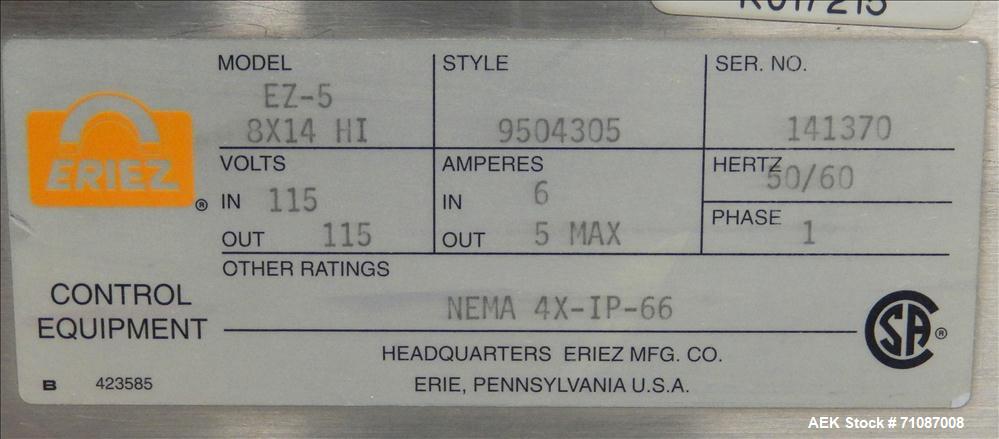 MODEL
EZ-5
8X14 HI
STYLE
9504305
SER. NO.
141370
ERIEZ ®
VOLTS
IN 115
OUT 115
AMPERES
IN 6
OUT 5 MAX
HERTZ
50/60
PHASE
1
OTHER RATINGS
NEMA 4X-IP-66
CONTROL
EQUIPMENT
SA ®
HEADQUARTERS ERIEZ MFG. CO.
ERIE, PENNSYLVANIA U.S.A.
B 423585
AEK Stock # 71087008